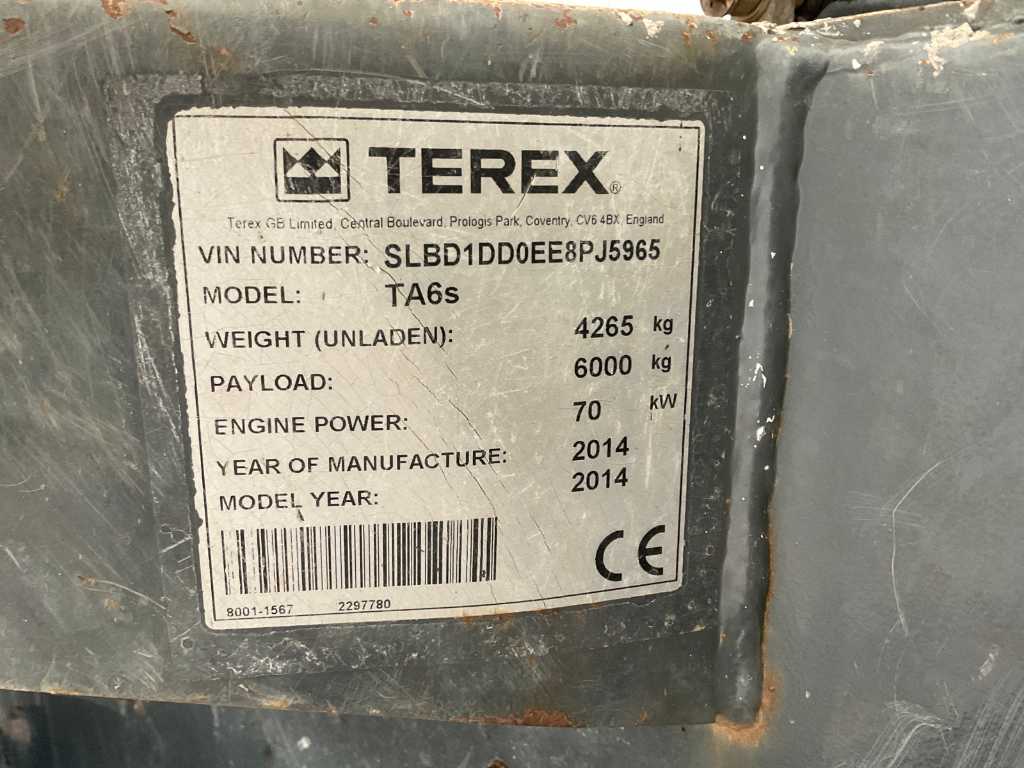 TEREX®
Terex GB Limited, Central Boulevard, Prologis Park, Coventry, CV6 4BX, England
VIN NUMBER: SLBD1DD0EE8PJ5965
MODEL: TA6s
WEIGHT (UNLADEN): 4265 kg
PAYLOAD: 6000 kg
ENGINE POWER: 70 kW
YEAR OF MANUFACTURE: 2014
MODEL YEAR: 2014
CE
8001-1567 2297780